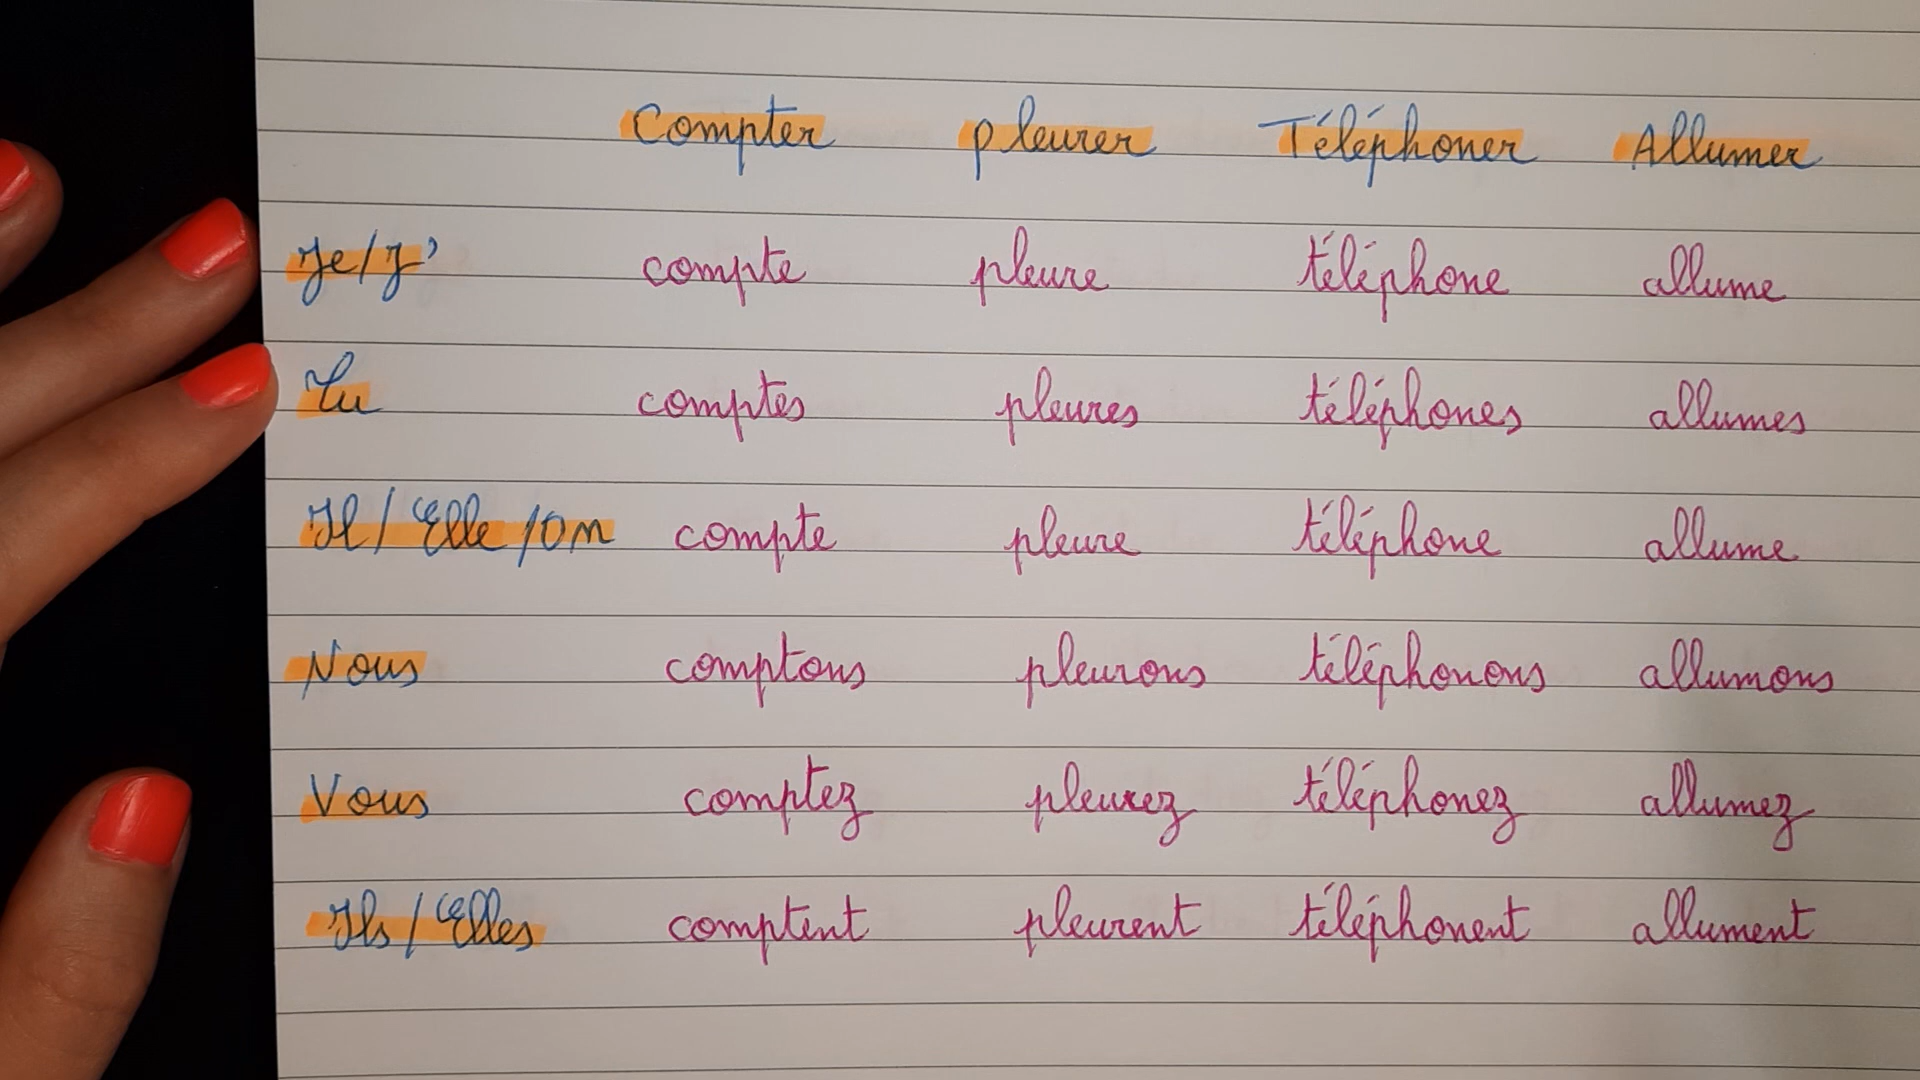 Compter pleurer Téléphoner Allumer
Je/J' compte pleure téléphone allume
Tu comptes pleures téléphones allumes
Il/Elle/On compte pleure téléphone allume
Nous comptons pleurons téléphonons allumons
Vous comptez pleurez téléphonez allumez
Ils/Elles comptent pleurent téléphonent allument